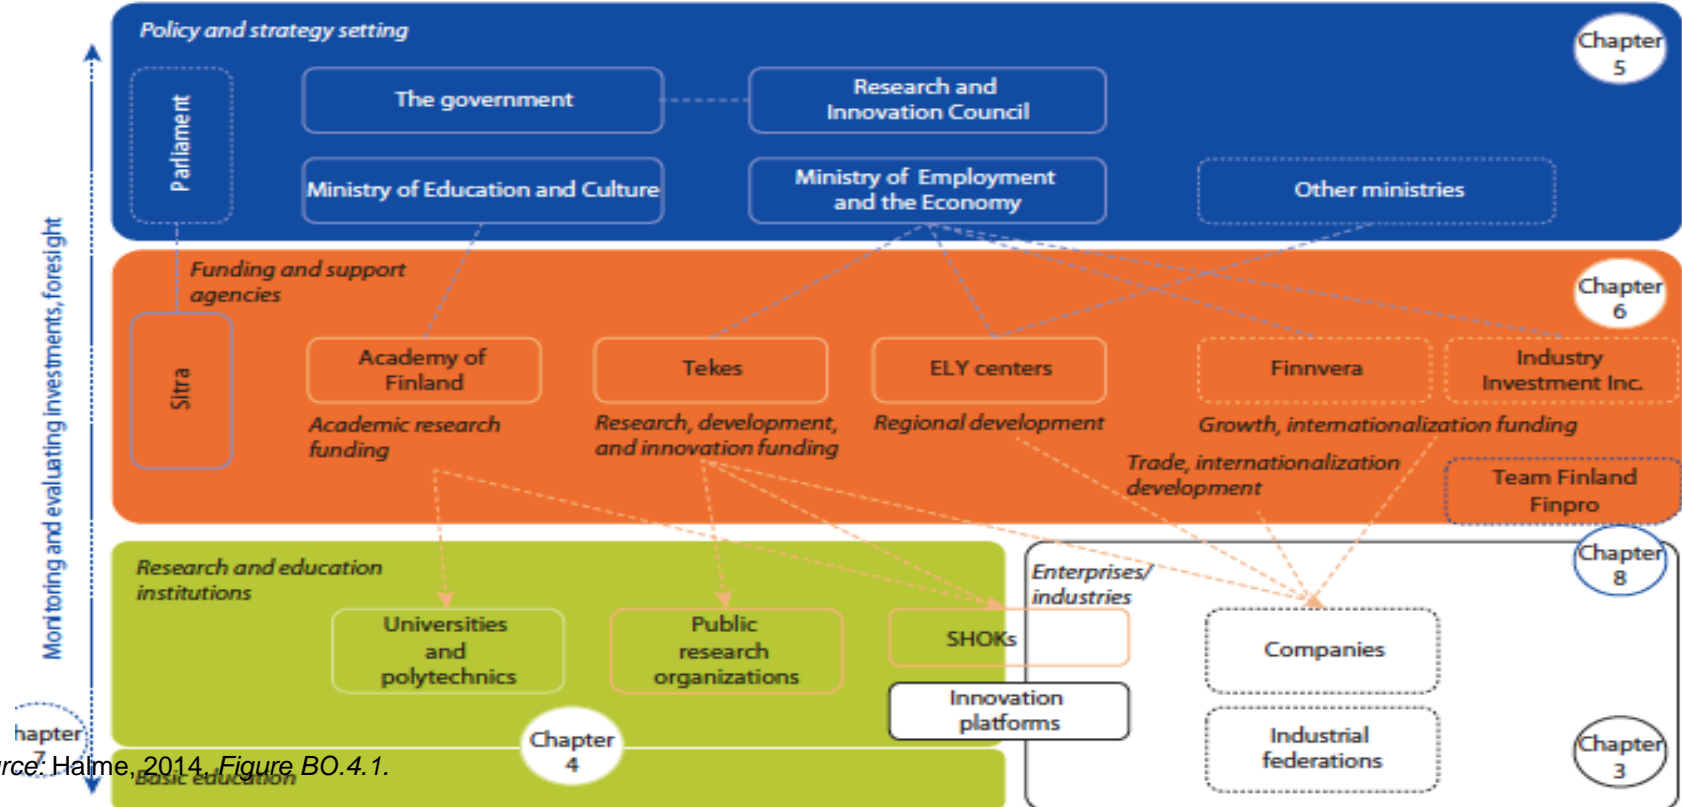 Policy and strategy setting
Chapter
5
Parliament
The government
Research and
Innovation Council
Ministry of Education and Culture
Ministry of Employment
and the Economy
Other ministries
Monitoring and evaluating investments, foresight
Funding and support
agencies
Chapter
6
Sitra
Academy of
Finland
Tekes
ELY centers
Finnvera
Industry
Investment Inc.
Academic research
funding
Research, development,
and innovation funding
Regional development
Growth, internationalization funding
Trade, internationalization
development
Team Finland
Finpro
Research and education
institutions
Enterprises/
industries
Chapter
8
Universities
and
polytechnics
Public
research
organizations
SHOKs
Companies
Innovation
platforms
Industrial
federations
Chapter
4
Chapter
3
hapter
7
rce: Halme, 2014, Figure BO.4.1.
Basic education